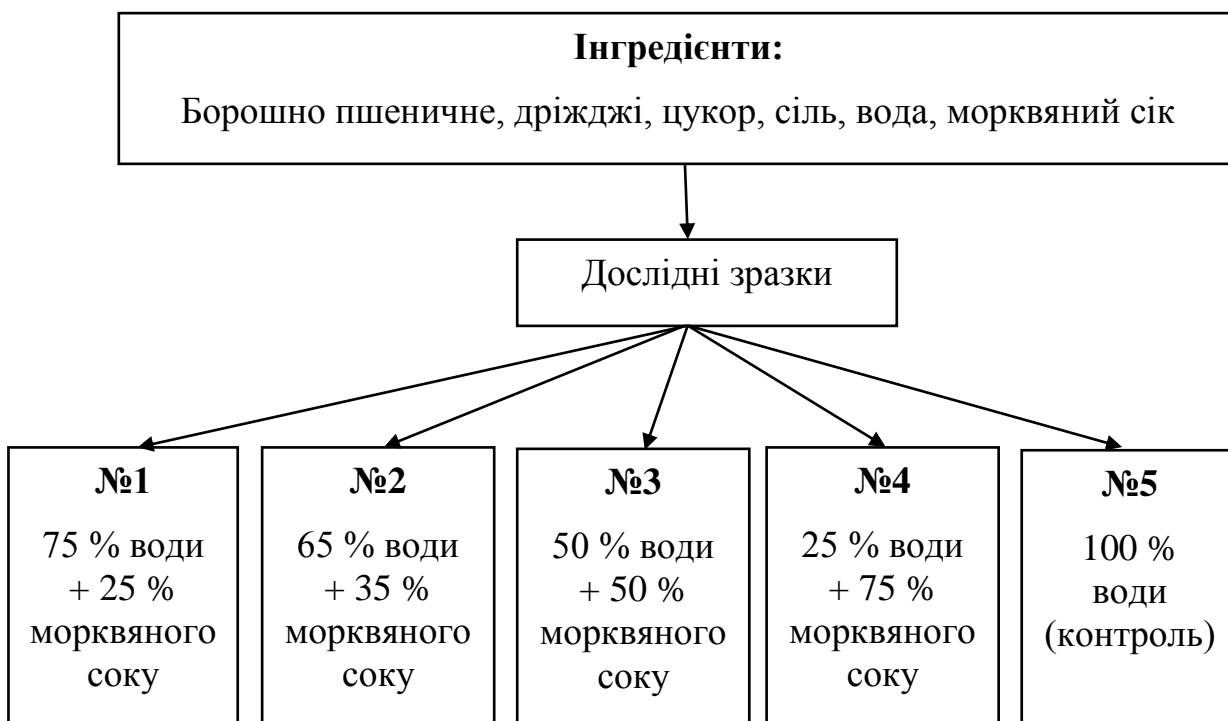 Інгредієнти:
Борошно пшеничне, дріжджі, цукор, сіль, вода, морквяний сік
Дослідні зразки
№1
75 % води
+ 25 %
морквяного
соку
№2
65 % води
+ 35 %
морквяного
соку
№3
50 % води
+ 50 %
морквяного
соку
№4
25 % води
+ 75 %
морквяного
соку
№5
100 %
води
(контроль)